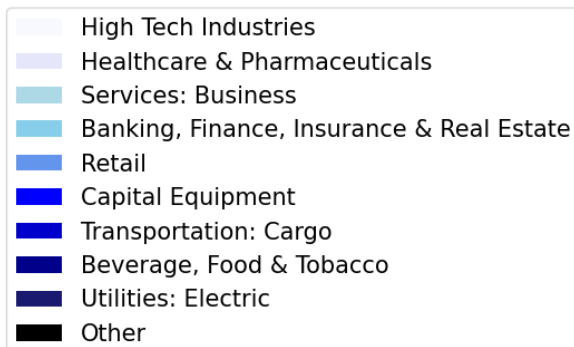 High Tech Industries
Healthcare & Pharmaceuticals
Services: Business
Banking, Finance, Insurance & Real Estate
Retail
Capital Equipment
Transportation: Cargo
Beverage, Food & Tobacco
Utilities: Electric
Other